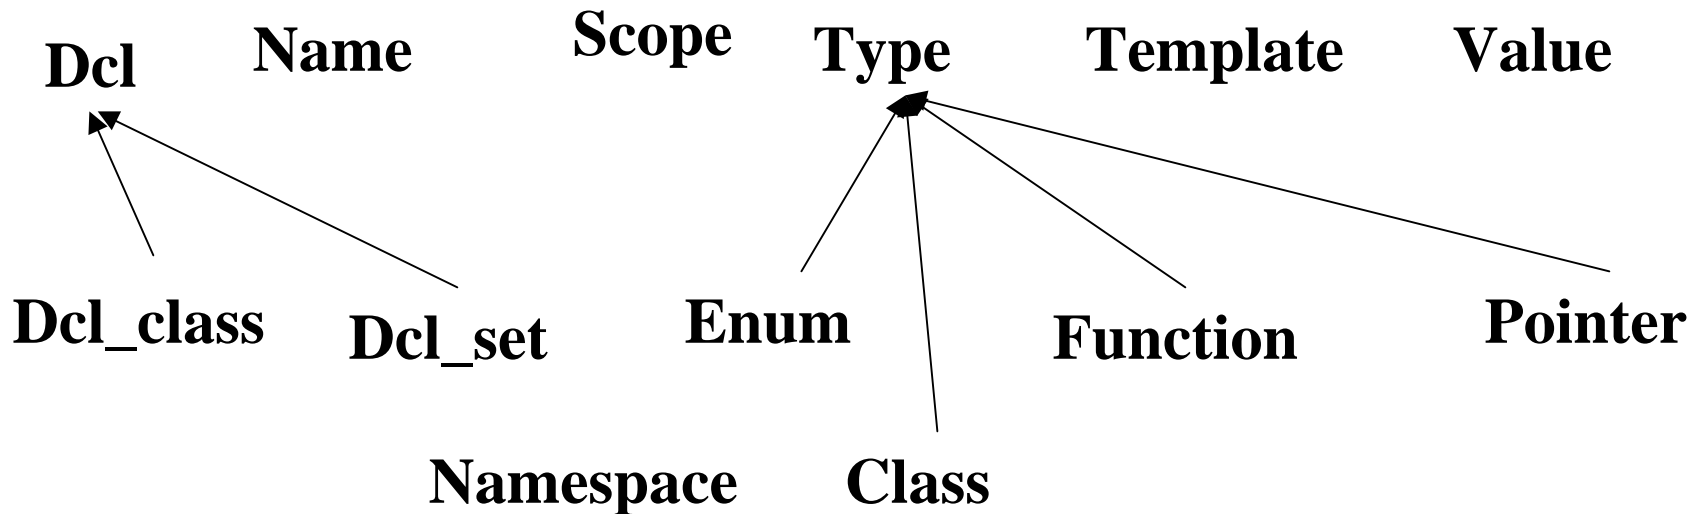 Dcl Name Scope Type Template Value
Dcl_class Dcl_set Enum Function Pointer
Namespace Class